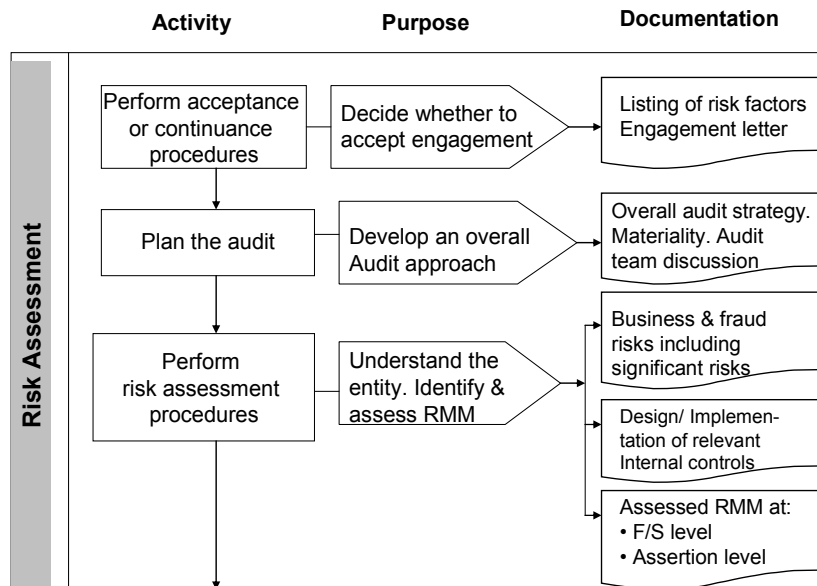 Activity
Purpose
Documentation
Risk Assessment
Perform acceptance
or continuance
procedures
Decide whether to
accept engagement
Listing of risk factors
Engagement letter
Plan the audit
Develop an overall
Audit approach
Overall audit strategy.
Materiality. Audit
team discussion
Perform
risk assessment
procedures
Understand the
entity. Identify &
assess RMM
Business & fraud
risks including
significant risks
Design/ Implemen-
tation of relevant
Internal controls
Assessed RMM at:
• F/S level
• Assertion level